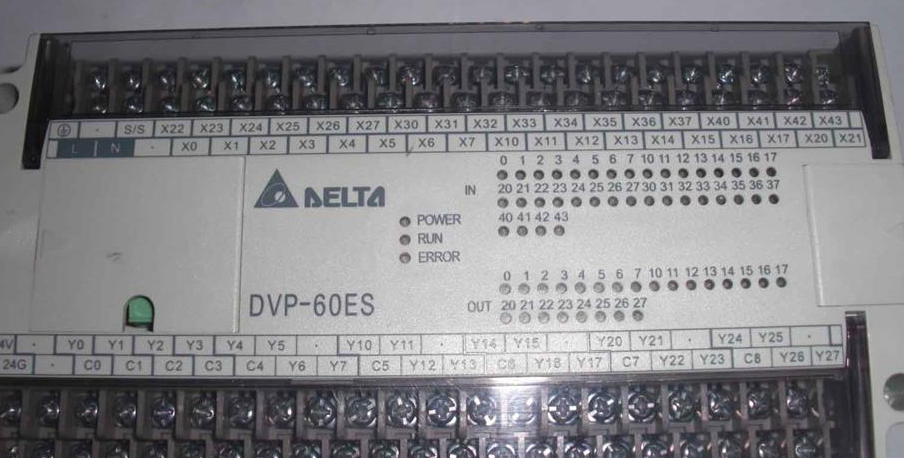 S/S X22 X23 X24 X25 X26 X27 X30 X31 X32 X33 X34 X35 X36 X37 X40 X41 X42 X43
L N · X0 X1 X2 X3 X4 X5 X6 X7 X10 X11 X12 X13 X14 X15 X16 X17 X20 X21
0 1 2 3 4 5 6 7 10 11 12 13 14 15 16 17
DELTA
IN
20 21 22 23 24 25 26 27 30 31 32 33 34 35 36 37
POWER
40 41 42 43
RUN
ERROR
0 1 2 3 4 5 6 7 10 11 12 13 14 15 16 17
DVP-60ES
OUT
20 21 22 23 24 25 26 27
Y0 Y1 Y2 Y3 Y4 Y5 · Y10 Y11 · Y14 Y15 · Y20 Y21 · Y24 Y25 ·
24G · C0 C1 C2 C3 C4 Y6 Y7 C5 Y12 Y13 C6 Y16 Y17 C7 Y22 Y23 C8 Y26 Y27